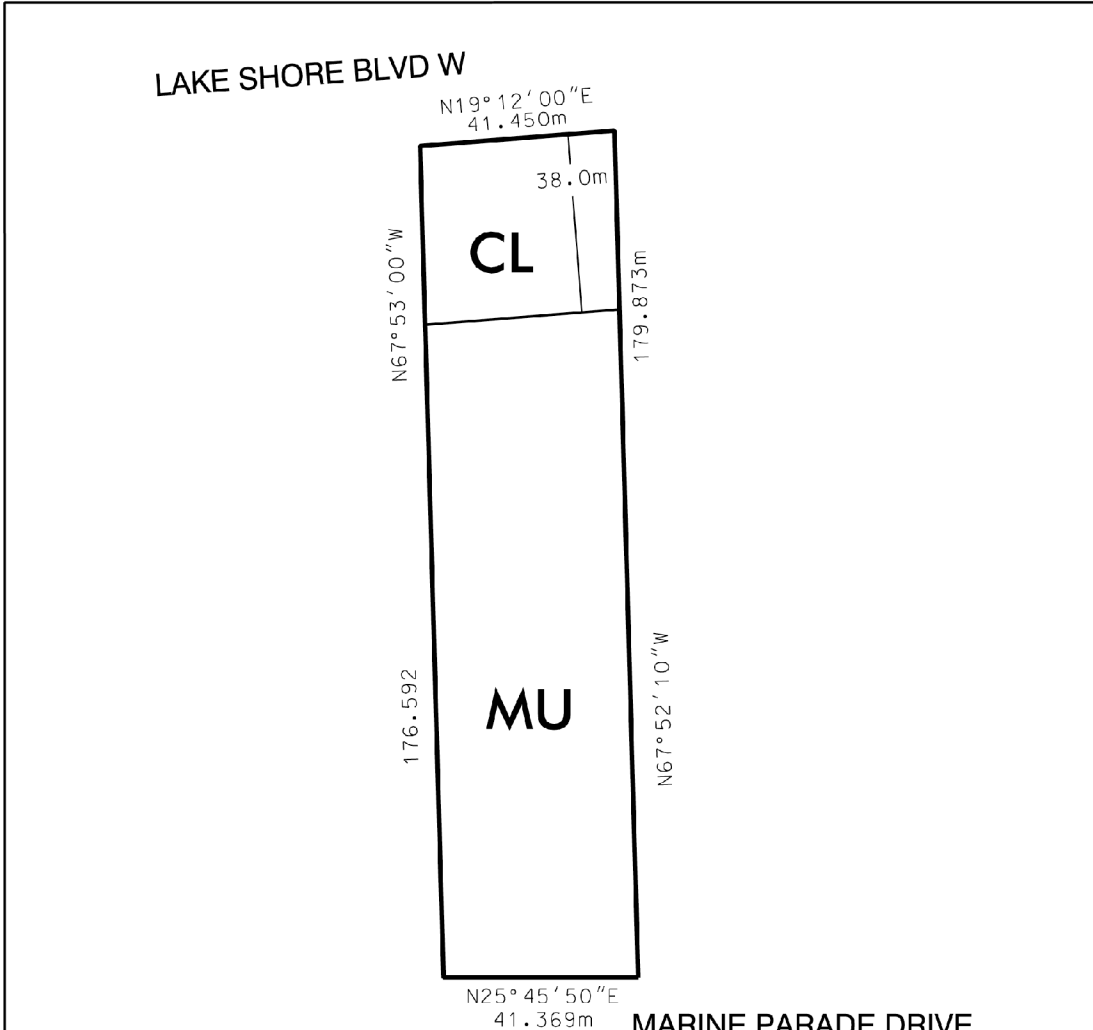 LAKE SHORE BLVD W
N19°12'00"E
41.450m
38.0m
CL
N67°53'00"W
179.873m
MU
176.592
N67°52'10"W
N25°45'50"E
41.369m
MARINE PARADE DRIVE